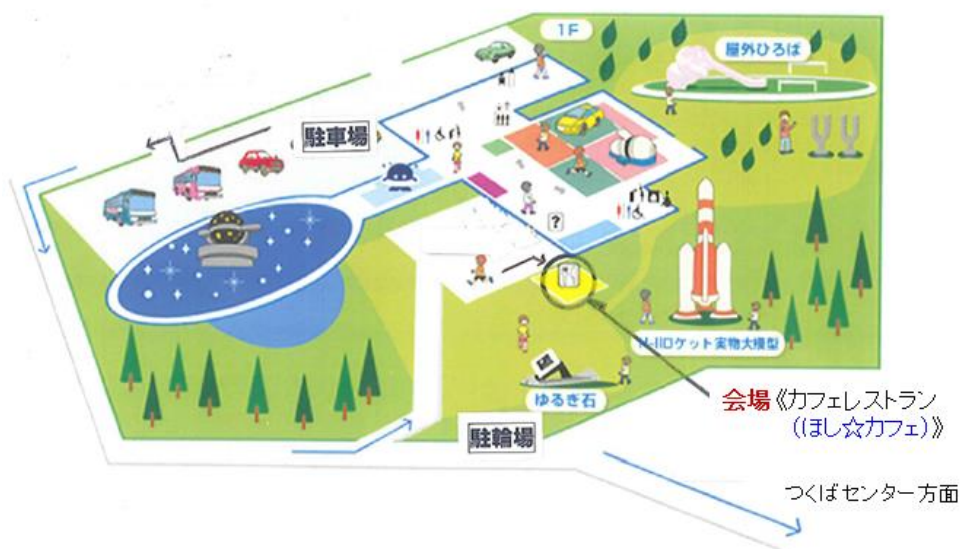 1F
屋外ひろば
駐車場
?
H-IIロケット実物大模型
ゆるぎ石
会場《カフェレストラン
((ほし☆カフェ)》
駐輪場
つくばセンター方面